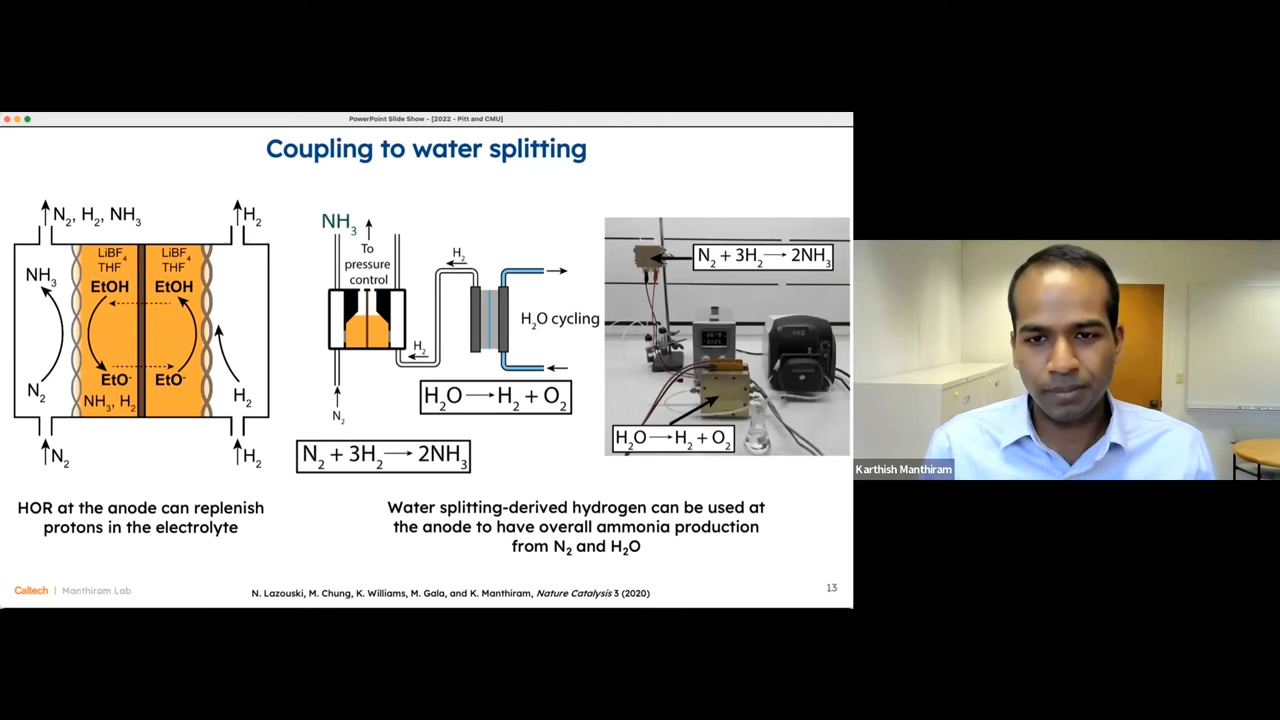 PowerPoint Slide Show - [2022 - Pitt and CMU]
Coupling to water splitting
N₂, H₂, NH₃
H₂
LiBF₄
THF
EtOH
LiBF₄
THF
EtOH
NH₃
N₂
EtO⁻
EtO⁻
NH₃, H₂
H₂
N₂
H₂
HOR at the anode can replenish
protons in the electrolyte
NH₃
To
pressure
control
H₂
H₂
H₂O cycling
N₂
H₂O → H₂ + O₂
N₂ + 3H₂ → 2NH₃
N₂ + 3H₂ → 2NH₃
H₂O → H₂ + O₂
Water splitting-derived hydrogen can be used at
the anode to have overall ammonia production
from N₂ and H₂O
Caltech | Manthiram Lab
N. Lazouski, M. Chung, K. Williams, M. Gala, and K. Manthiram, Nature Catalysis 3 (2020)
13
Karthish Manthiram